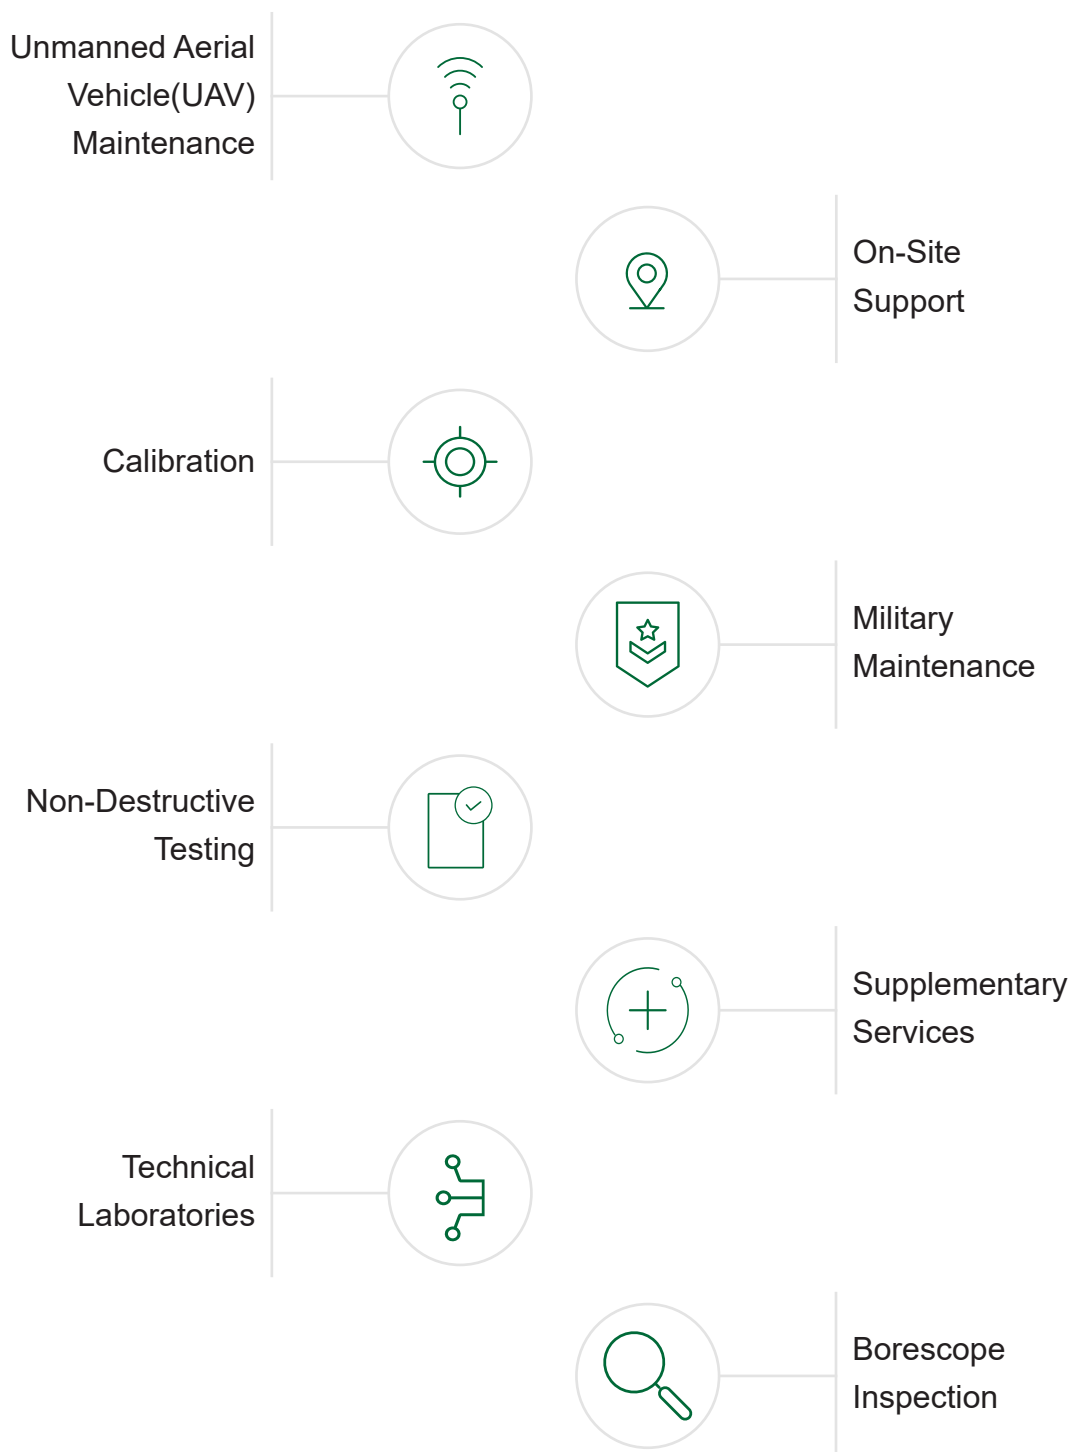 Unmanned Aerial
Vehicle(UAV)
Maintenance
On-Site
Support
Calibration
Military
Maintenance
Non-Destructive
Testing
Supplementary
Services
Technical
Laboratories
Borescope
Inspection